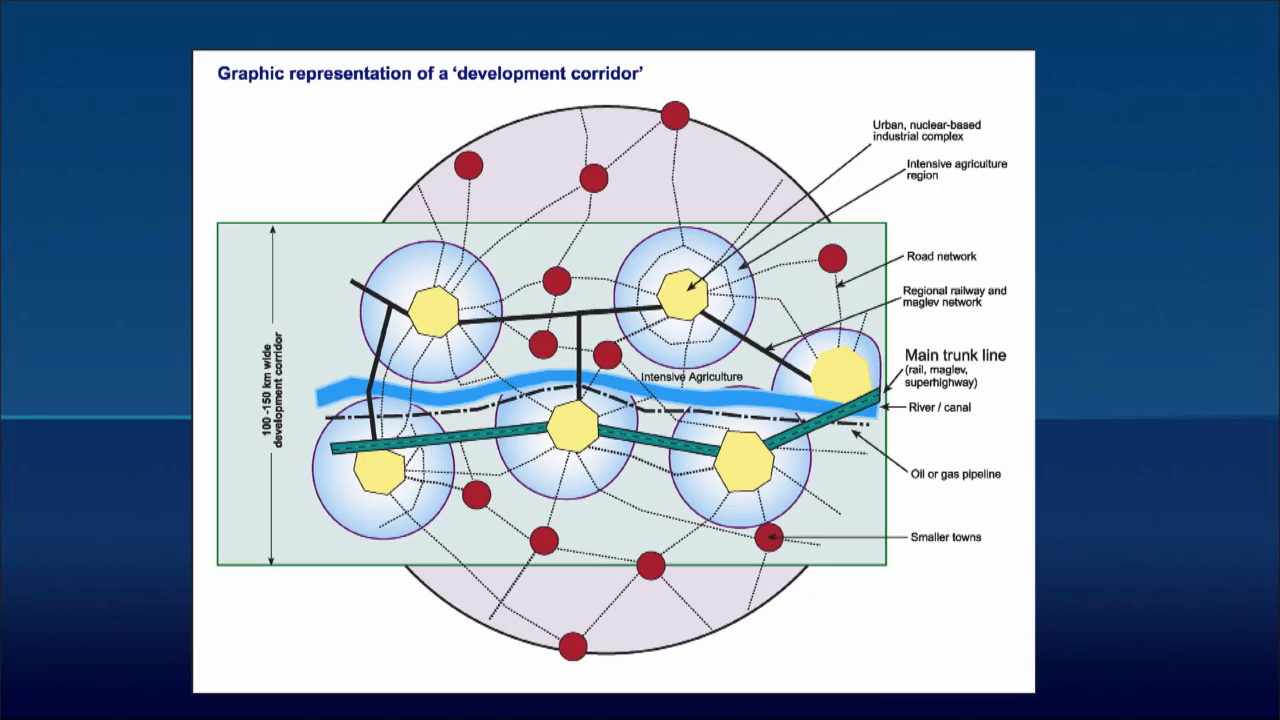 Graphic representation of a ‘development corridor’
Urban, nuclear-based
industrial complex
Intensive agriculture
region
Road network
Regional railway and
maglev network
Main trunk line
(rail, maglev,
superhighway)
River / canal
Oil or gas pipeline
Smaller towns
Intensive Agriculture
100 -150 km wide
development corridor